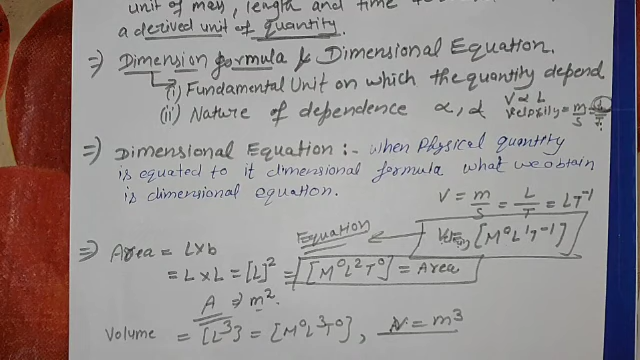 unit of mass, length and time
a derived unit of quantity.
⇒) Dimension formula & Dimensional Equation.
(i) Fundamental Unit on which the quantity depend
(ii) Nature of dependence ∝, V ∝ L
velocity = m/s = L/T
⇒) Dimensional Equation :- when Physical quantity
is equated to it dimensional formula what we obtain
is dimensional equation.
V = m/s = L/T = LT⁻¹
Equation
[M⁰L¹T⁻¹]
⇒) Area = L×b
= L×L = [L]² = [M⁰L²T⁰] = Area
A ⇒ m².
Volume = [L³] = [M⁰L³T⁰], V = m³